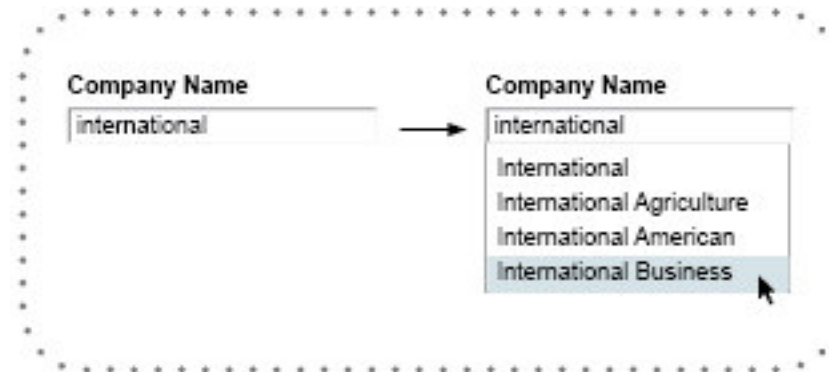 Company Name
international
Company Name
international
International
International Agriculture
International American
International Business